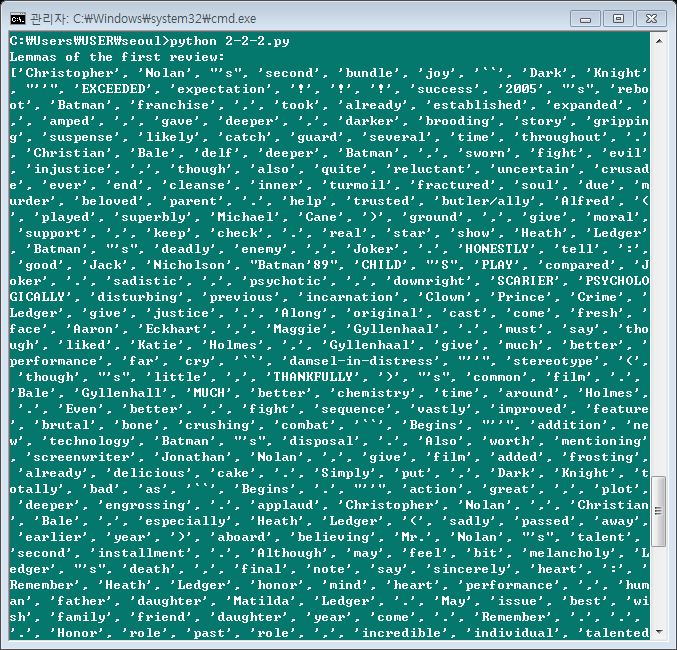 관리자: C:₩Windows₩system32₩cmd.exe
C:₩Users₩USER₩seoul>python 2-2-2.py
Lemmas of the first review:
['Christopher', 'Nolan', "'s", 'second', 'bundle', 'joy', '``', 'Dark', 'Knight'
, "''", 'EXCEEDED', 'expectation', '!', '!', '!', 'success', '2005', "'s", 'rebo
ot', 'Batman', 'franchise', ',', 'took', 'already', 'established', 'expanded', '
,', 'amped', ',', 'gave', 'deeper', ',', 'darker', 'brooding', 'story', 'grippin
g', 'suspense', 'likely', 'catch', 'guard', 'several', 'time', 'throughout', '.'
, 'Christian', 'Bale', 'delf', 'deeper', 'Batman', ',', 'sworn', 'fight', 'evil'
, 'injustice', ',', 'though', 'also', 'quite', 'reluctant', 'uncertain', 'crusad
e', 'ever', 'end', 'cleanse', 'inner', 'turmoil', 'fractured', 'soul', 'due', 'm
urder', 'beloved', 'parent', '.', 'help', 'trusted', 'butler/ally', 'Alfred', '(
', 'played', 'superbly', 'Michael', 'Cane', ')', 'ground', ',', 'give', 'moral',
 'support', ',', 'keep', 'check', '.', 'real', 'star', 'show', 'Heath', 'Ledger'
, 'Batman', "'s", 'deadly', 'enemy', ',', 'Joker', '.', 'HONESTLY', 'tell', ':',
 'good', 'Jack', 'Nicholson', "Batman'89", 'CHILD', "'S", 'PLAY', 'compared', 'J
oker', '.', 'sadistic', ',', 'psychotic', ',', 'downright', 'SCARIER', 'PSYCHOLO
GICALLY', 'disturbing', 'previous', 'incarnation', 'Clown', 'Prince', 'Crime', '
Ledger', 'give', 'justice', '.', 'Along', 'original', 'cast', 'come', 'fresh', '
face', 'Aaron', 'Eckhart', ',', 'Maggie', 'Gyllenhaal', '.', 'must', 'say', 'tho
ugh', 'liked', 'Katie', 'Holmes', ',', 'Gyllenhaal', 'give', 'much', 'better', '
performance', 'far', 'cry', '``', 'damsel-in-distress', "''", 'stereotype', '(',
 'though', "'s", 'little', ',', 'THANKFULLY', ')', "'s", 'common', 'film', '.', 
'Bale', 'Gyllenhall', 'MUCH', 'better', 'chemistry', 'time', 'around', 'Holmes',
 '.', 'Even', 'better', ',', 'fight', 'sequence', 'vastly', 'improved', 'feature
', 'brutal', 'bone', 'crushing', 'combat', '``', 'Begins', "''", 'addition', 'ne
w', 'technology', 'Batman', "'s", 'disposal', '.', 'Also', 'worth', 'mentioning'
, 'screenwriter', 'Jonathan', 'Nolan', ',', 'give', 'film', 'added', 'frosting',
 'already', 'delicious', 'cake', '.', 'Simply', 'put', ',', 'Dark', 'Knight', 't
otally', 'bad', 'as', '``', 'Begins', '.', "''", 'action', 'great', ',', 'plot',
 'deeper', 'engrossing', '.', 'applaud', 'Christopher', 'Nolan', ',', 'Christian
', 'Bale', ',', 'especially', 'Heath', 'Ledger', '(', 'sadly', 'passed', 'away',
 'earlier', 'year', ')', 'aboard', 'believing', 'Mr.', 'Nolan', "'s", 'talent', 
'second', 'installment', '.', 'Although', 'may', 'feel', 'bit', 'melancholy', 'L
edger', "'s", 'death', ',', 'final', 'note', 'say', 'sincerely', 'heart', ':', '
Remember', 'Heath', 'Ledger', 'honor', 'mind', 'heart', 'performance', ',', 'hum
an', 'father', 'daughter', 'Matilda', 'Ledger', '.', 'May', 'issue', 'best', 'wi
sh', 'family', 'friend', 'daughter', 'year', 'come', '.', 'Remember', '.', '.', 
'.', 'Honor', 'role', 'past', 'role', ',', 'incredible', 'individual', 'talented